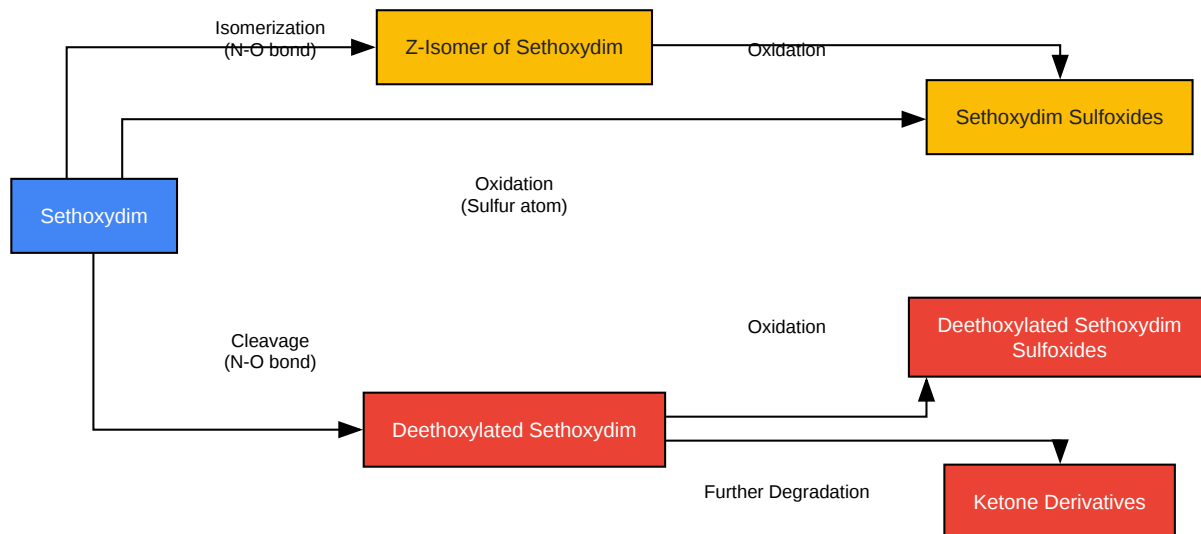 Isomerization
(N-O bond)
Z-Isomer of Sethoxydim
Oxidation
Sethoxydim Sulfoxides
Oxidation
(Sulfur atom)
Sethoxydim
Cleavage
(N-O bond)
Oxidation
Deethoxylated Sethoxydim
Sulfoxides
Deethoxylated Sethoxydim
Further Degradation
Ketone Derivatives